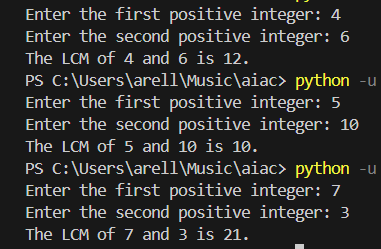 Enter the first positive integer: 4
Enter the second positive integer: 6
The LCM of 4 and 6 is 12.
PS C:\Users\arell\Music\aiac> python -u
Enter the first positive integer: 5
Enter the second positive integer: 10
The LCM of 5 and 10 is 10.
PS C:\Users\arell\Music\aiac> python -u
Enter the first positive integer: 7
Enter the second positive integer: 3
The LCM of 7 and 3 is 21.